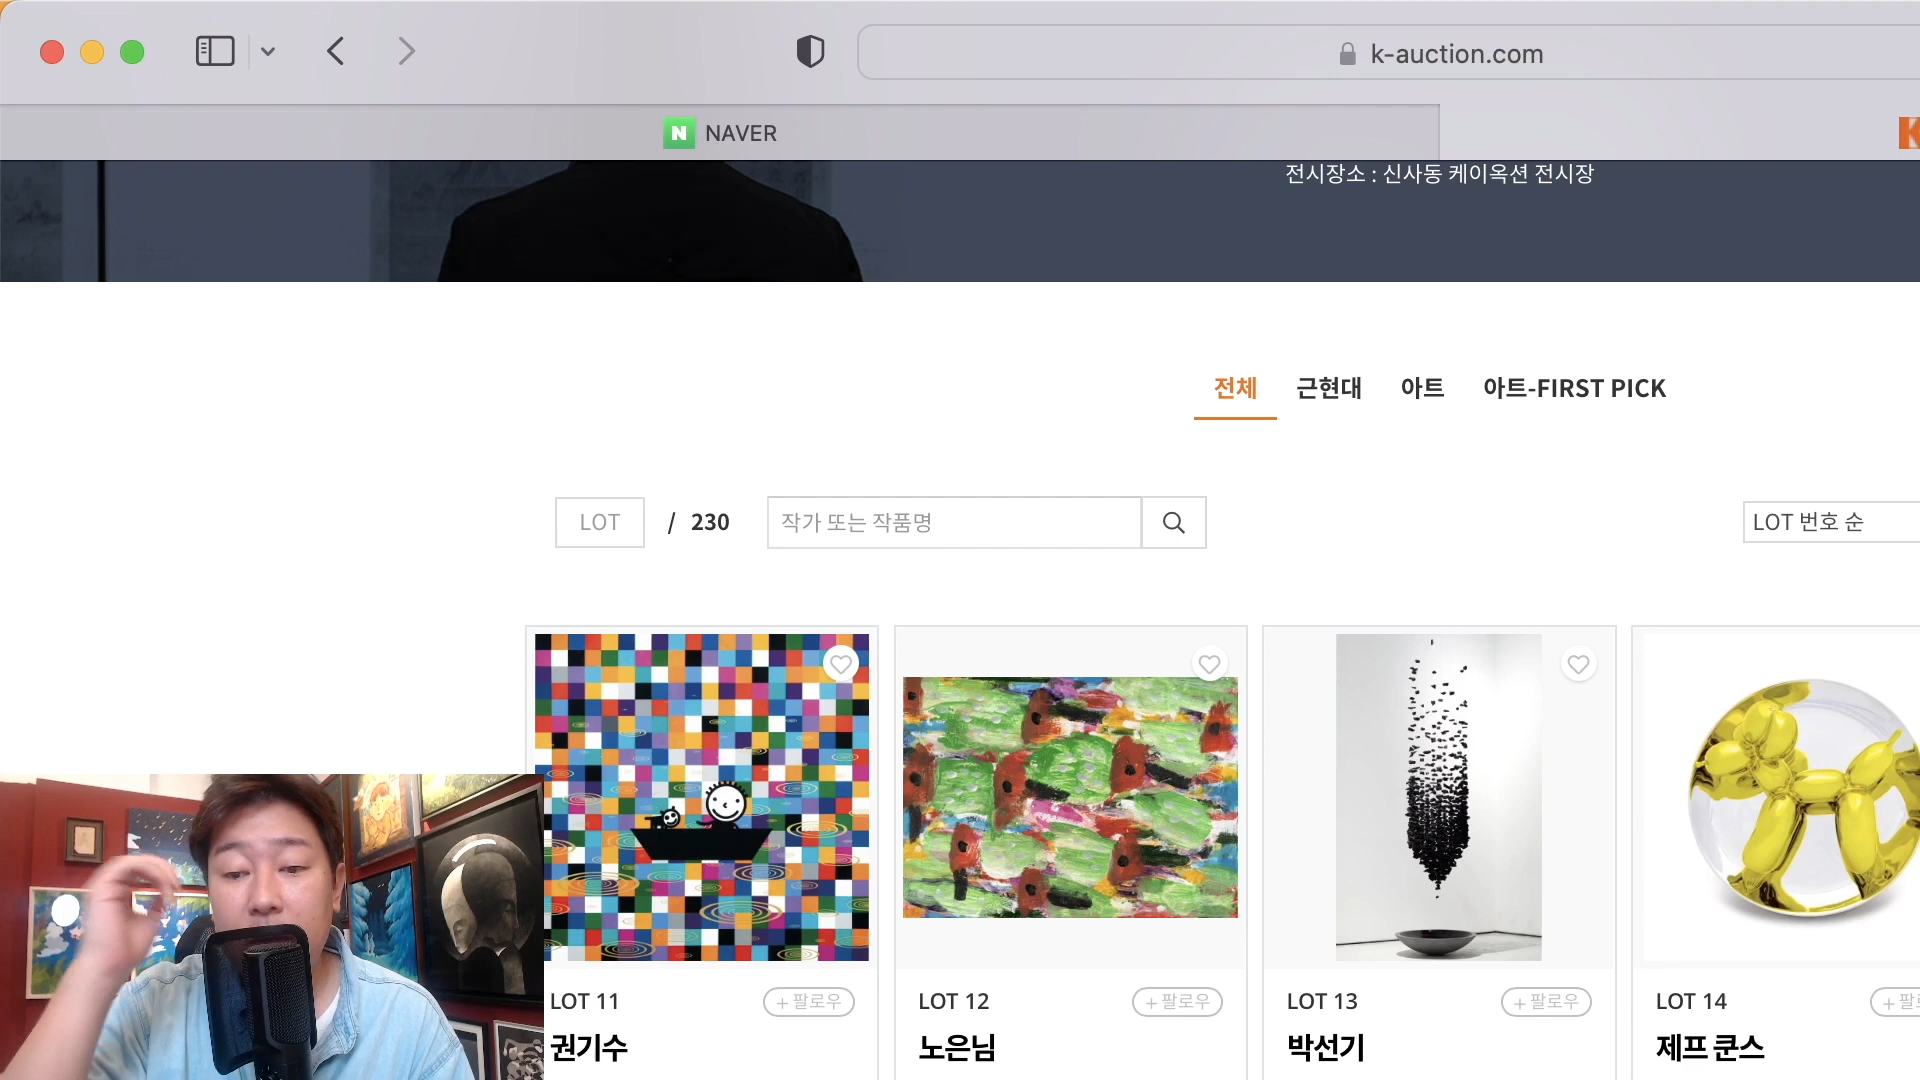 k-auction.com
N NAVER
K
전시장소 : 신사동 케이옥션 전시장
전체 근현대 아트 아트-FIRST PICK
LOT / 230 작가 또는 작품명 LOT 번호 순
LOT 11 +팔로우 LOT 12 +팔로우 LOT 13 +팔로우 LOT 14 +팔
권기수 노은님 박선기 제프 쿤스